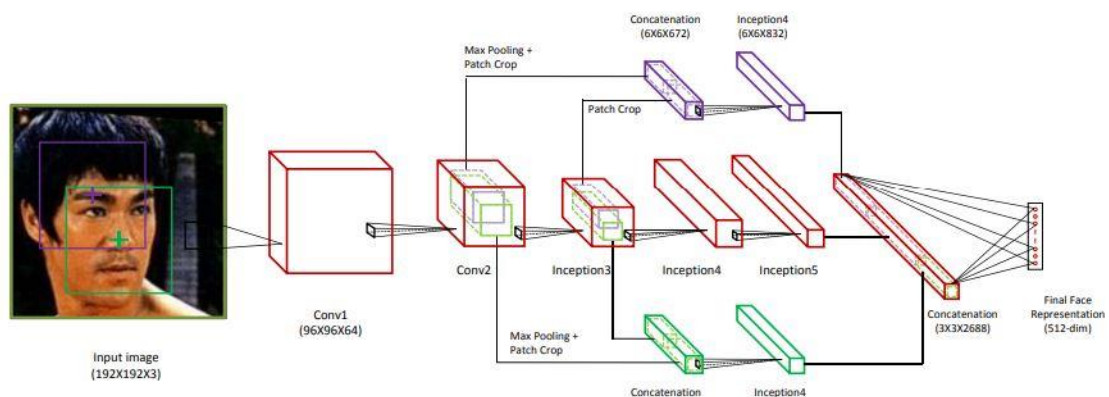 Concatenation
(6X6X672)
Inception4
(6X6X832)
Max Pooling +
Patch Crop
Patch Crop
Conv2
Inception3
Inception4
Inception5
Conv1
(96X96X64)
Concatenation
(3X3X2688)
Final Face
Representation
(512-dim)
Max Pooling +
Patch Crop
Input image
(192X192X3)
Concatenation
Inception4